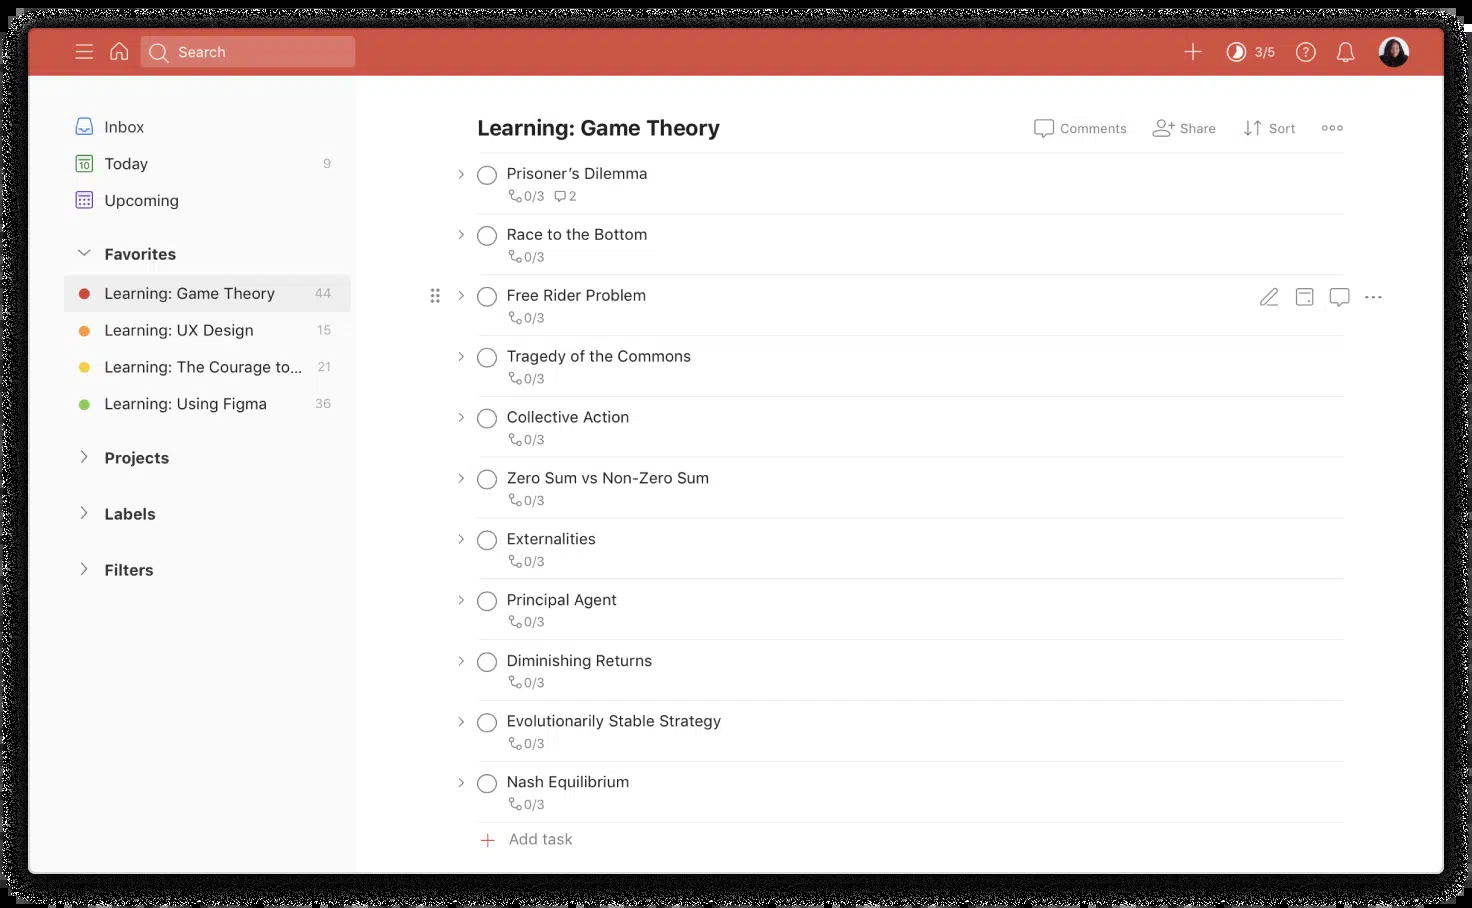 Search
3/5
Inbox
10 Today 9
Upcoming
Favorites
Learning: Game Theory 44
Learning: UX Design 15
Learning: The Courage to... 21
Learning: Using Figma 36
Projects
Labels
Filters
Learning: Game Theory
Comments Share Sort
Prisoner’s Dilemma
0/3 2
Race to the Bottom
0/3
Free Rider Problem
0/3
Tragedy of the Commons
0/3
Collective Action
0/3
Zero Sum vs Non-Zero Sum
0/3
Externalities
0/3
Principal Agent
0/3
Diminishing Returns
0/3
Evolutionarily Stable Strategy
0/3
Nash Equilibrium
0/3
Add task